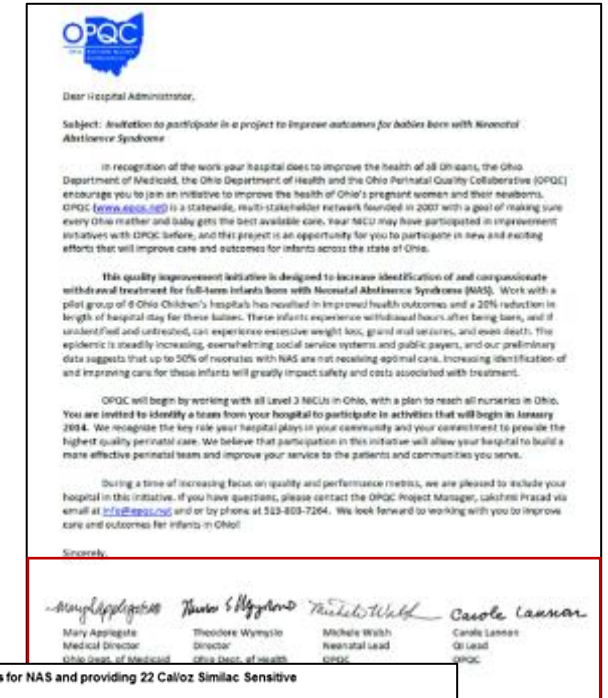 OPQC
Dear Hospital Administrator,
Subject: Invitation to participate in a project to improve outcomes for babies born with Neonatal
Abstinence Syndrome
In recognition of the work your hospital does to improve the health of all Ohioans, the Ohio
Department of Medicaid, the Ohio Department of Health and the Ohio Perinatal Quality Collaborative (OPQC)
encourage you to join an initiative to improve the health of Ohio's pregnant women and their newborns.
OPQC (www.opqc.net) is a statewide, multi-stakeholder network founded in 2007 with a goal of making sure
every Ohio mother and baby gets the best available care. Your NICU may have participated in improvement
initiatives with OPQC before, and this project is an opportunity for you to participate in new and exciting
efforts that will improve care and outcomes for infants across the state of Ohio.
This quality improvement initiative is designed to increase identification of and compassionate
withdrawal treatment for full-term infants born with Neonatal Abstinence Syndrome (NAS). Work with a
pilot group of 6 Ohio Children's hospitals has resulted in improved health outcomes and a 20% reduction in
length of hospital stay for these babies. These infants experience withdrawal hours after being born, and if
unidentified and untreated, can experience excessive weight loss, grand mal seizures, and even death. The
epidemic is steadily increasing, overwhelming social service systems and public payers, and our preliminary
data suggests that up to 50% of neonates with NAS are not receiving optimal care. Increasing identification of
and improving care for these infants will greatly impact safety and costs associated with treatment.
OPQC will begin by working with all Level 3 NICUs in Ohio, with a plan to reach all nurseries in Ohio.
You are invited to identify a team from your hospital to participate in activities that will begin in January
2014. We recognize the key role your hospital plays in your community and your commitment to provide the
highest quality perinatal care. We believe that participation in this initiative will allow your hospital to build a
more effective perinatal team and improve your service to the patients and communities you serve.
During a time of increasing focus on quality and performance metrics, we are pleased to include your
hospital in this initiative. If you have questions, please contact the OPQC Project Manager, Lakshmi Prasad via
email at info@opqc.net and or by phone at 513-803-7264. We look forward to working with you to improve
care and outcomes for infants in Ohio!
Sincerely,
Mary Applegate Michele Walsh Carole Lannon
Mary Applegate Theodore Wymyslo Michele Walsh Carole Lannon
Medical Director Director Neonatal Lead QI Lead
Ohio Dept. of Medicaid Ohio Dept. of Health OPQC OPQC
s for NAS and providing 22 Cal/oz Similac Sensitive